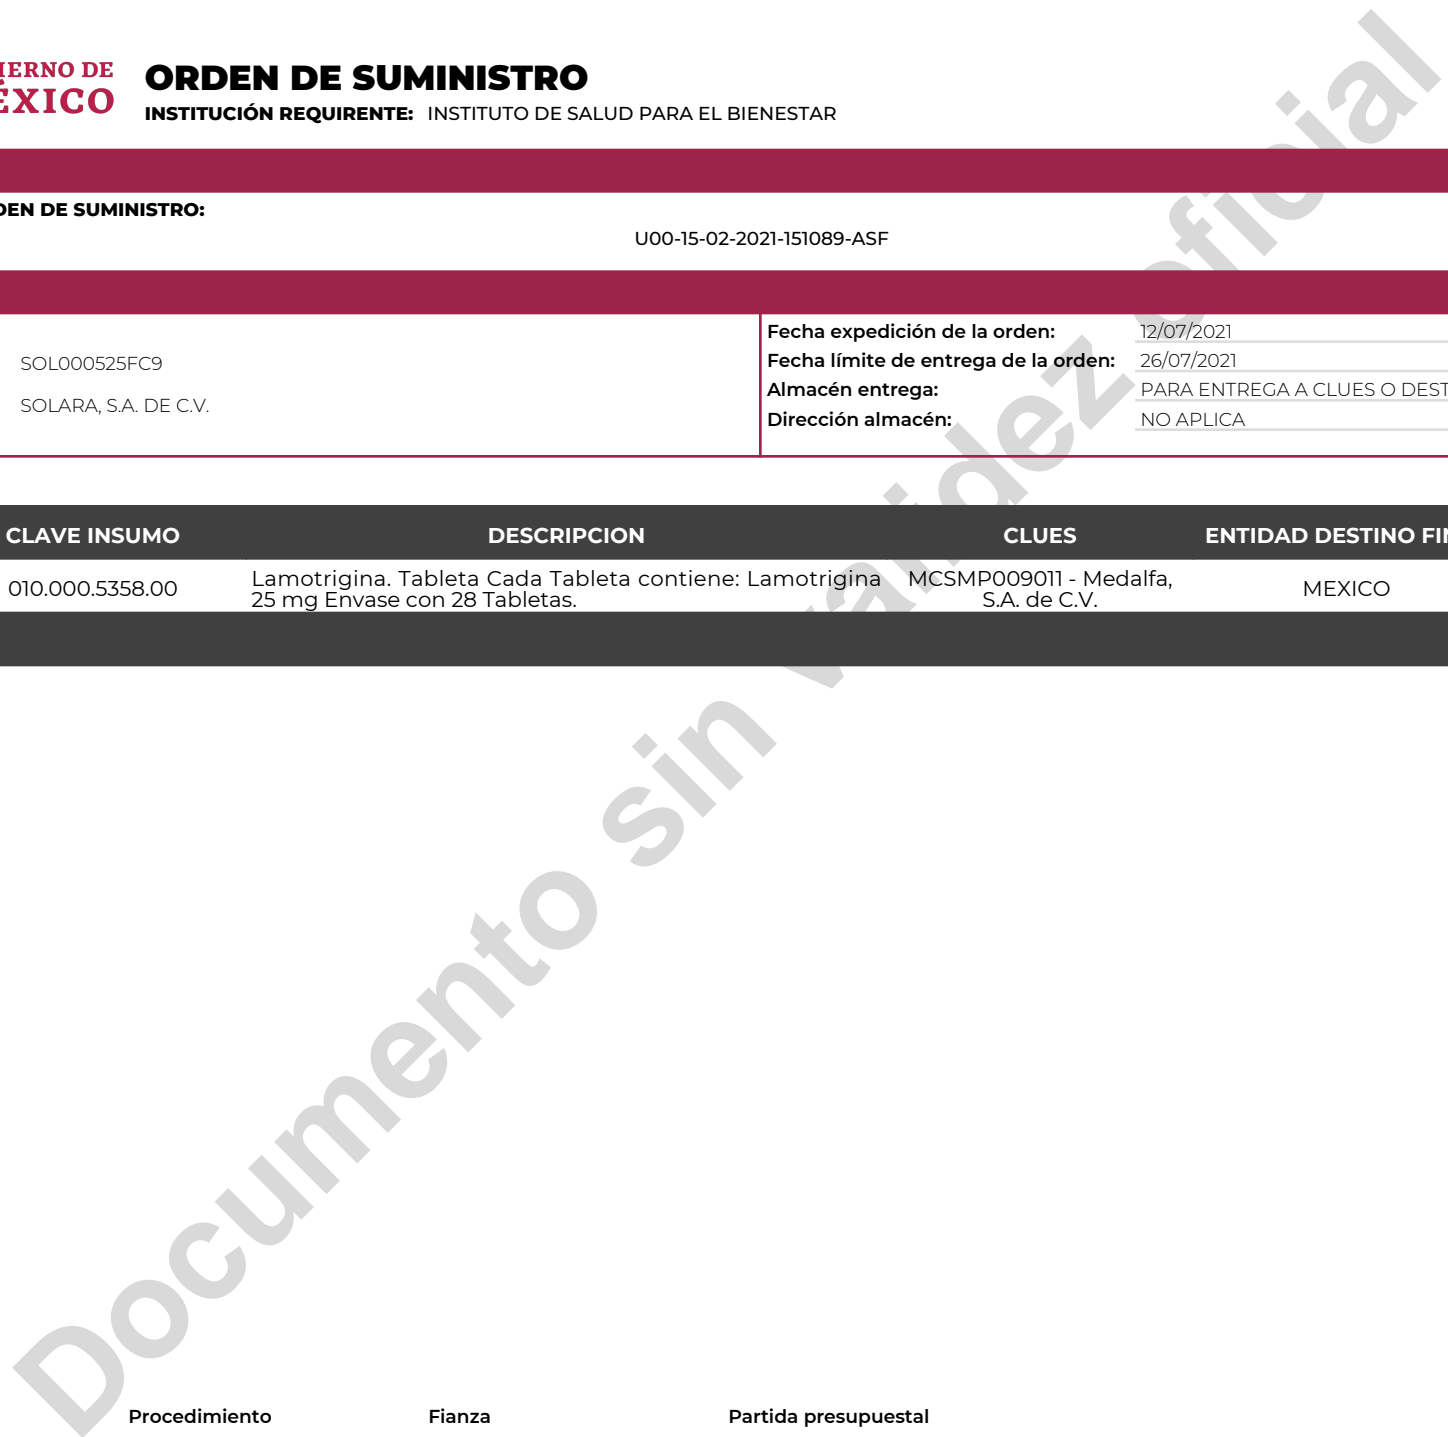 IERNO DE
ÉXICO
ORDEN DE SUMINISTRO
INSTITUCIÓN REQUIRENTE: INSTITUTO DE SALUD PARA EL BIENESTAR
DEN DE SUMINISTRO:
U00-15-02-2021-151089-ASF
SOL000525FC9
SOLARA, S.A. DE C.V.
Fecha expedición de la orden: 12/07/2021
Fecha límite de entrega de la orden: 26/07/2021
Almacén entrega: PARA ENTREGA A CLUES O DEST
Dirección almacén: NO APLICA
CLAVE INSUMO DESCRIPCION CLUES ENTIDAD DESTINO FIN
010.000.5358.00 Lamotrigina. Tableta Cada Tableta contiene: Lamotrigina MCSMP009011 - Medalfa, MEXICO
25 mg Envase con 28 Tabletas. S.A. de C.V.
Documento sin validez oficial
Procedimiento Fianza Partida presupuestal